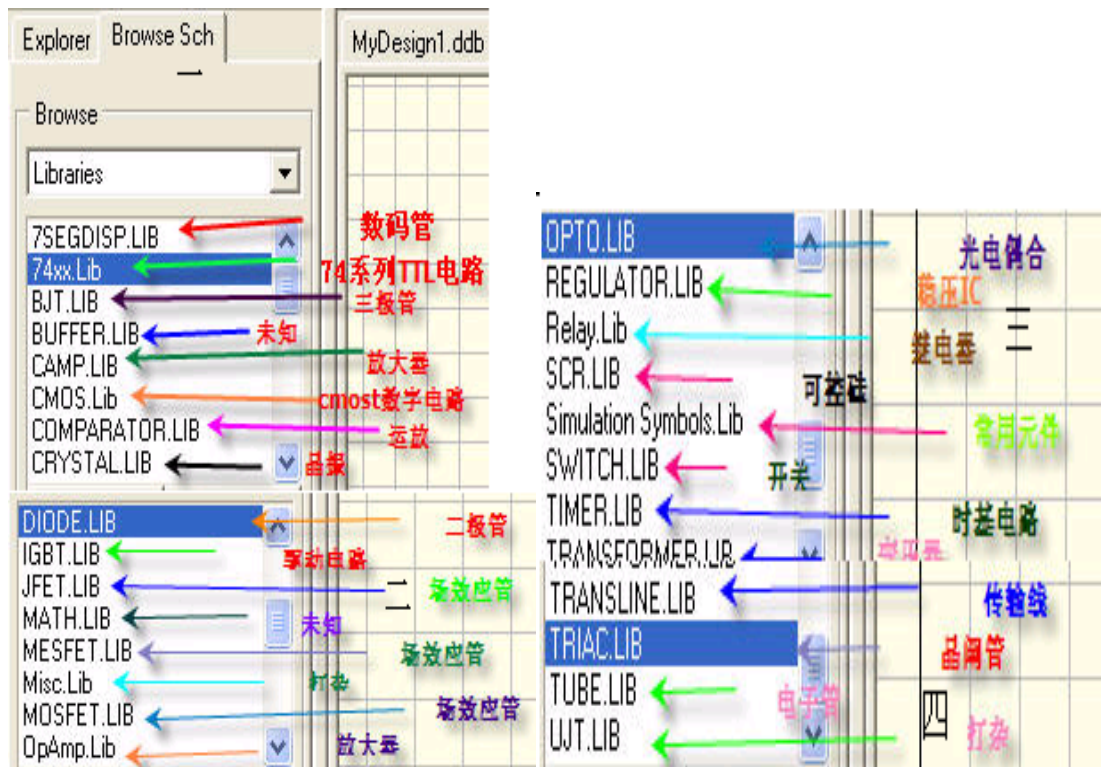 Explorer Browse Sch MyDesign1.ddb
一
Browse
Libraries
7SEGDISP.LIB 数码管
74xx.Lib 74系列TTL电路
BJT.LIB 三极管
BUFFER.LIB 未知
CAMP.LIB 放大器
CMOS.Lib cmost数字电路
COMPARATOR.LIB 运放
CRYSTAL.LIB 晶振
DIODE.LIB 二极管
IGBT.LIB 驱动电路
JFET.LIB 二 场效应管
MATH.LIB 未知
MESFET.LIB 场效应管
Misc.Lib 打杂
MOSFET.LIB 场效应管
OpAmp.Lib 放大器
OPTO.LIB 光电偶合
REGULATOR.LIB 稳压IC
Relay.Lib 继电器 三
SCR.LIB 可控硅
Simulation Symbols.Lib 常用元件
SWITCH.LIB 开关
TIMER.LIB 时基电路
TRANSFORMER.LIB 变压器
TRANSLINE.LIB 传输线
TRIAC.LIB 晶闸管
TUBE.LIB 电子管
UJT.LIB 四 打杂